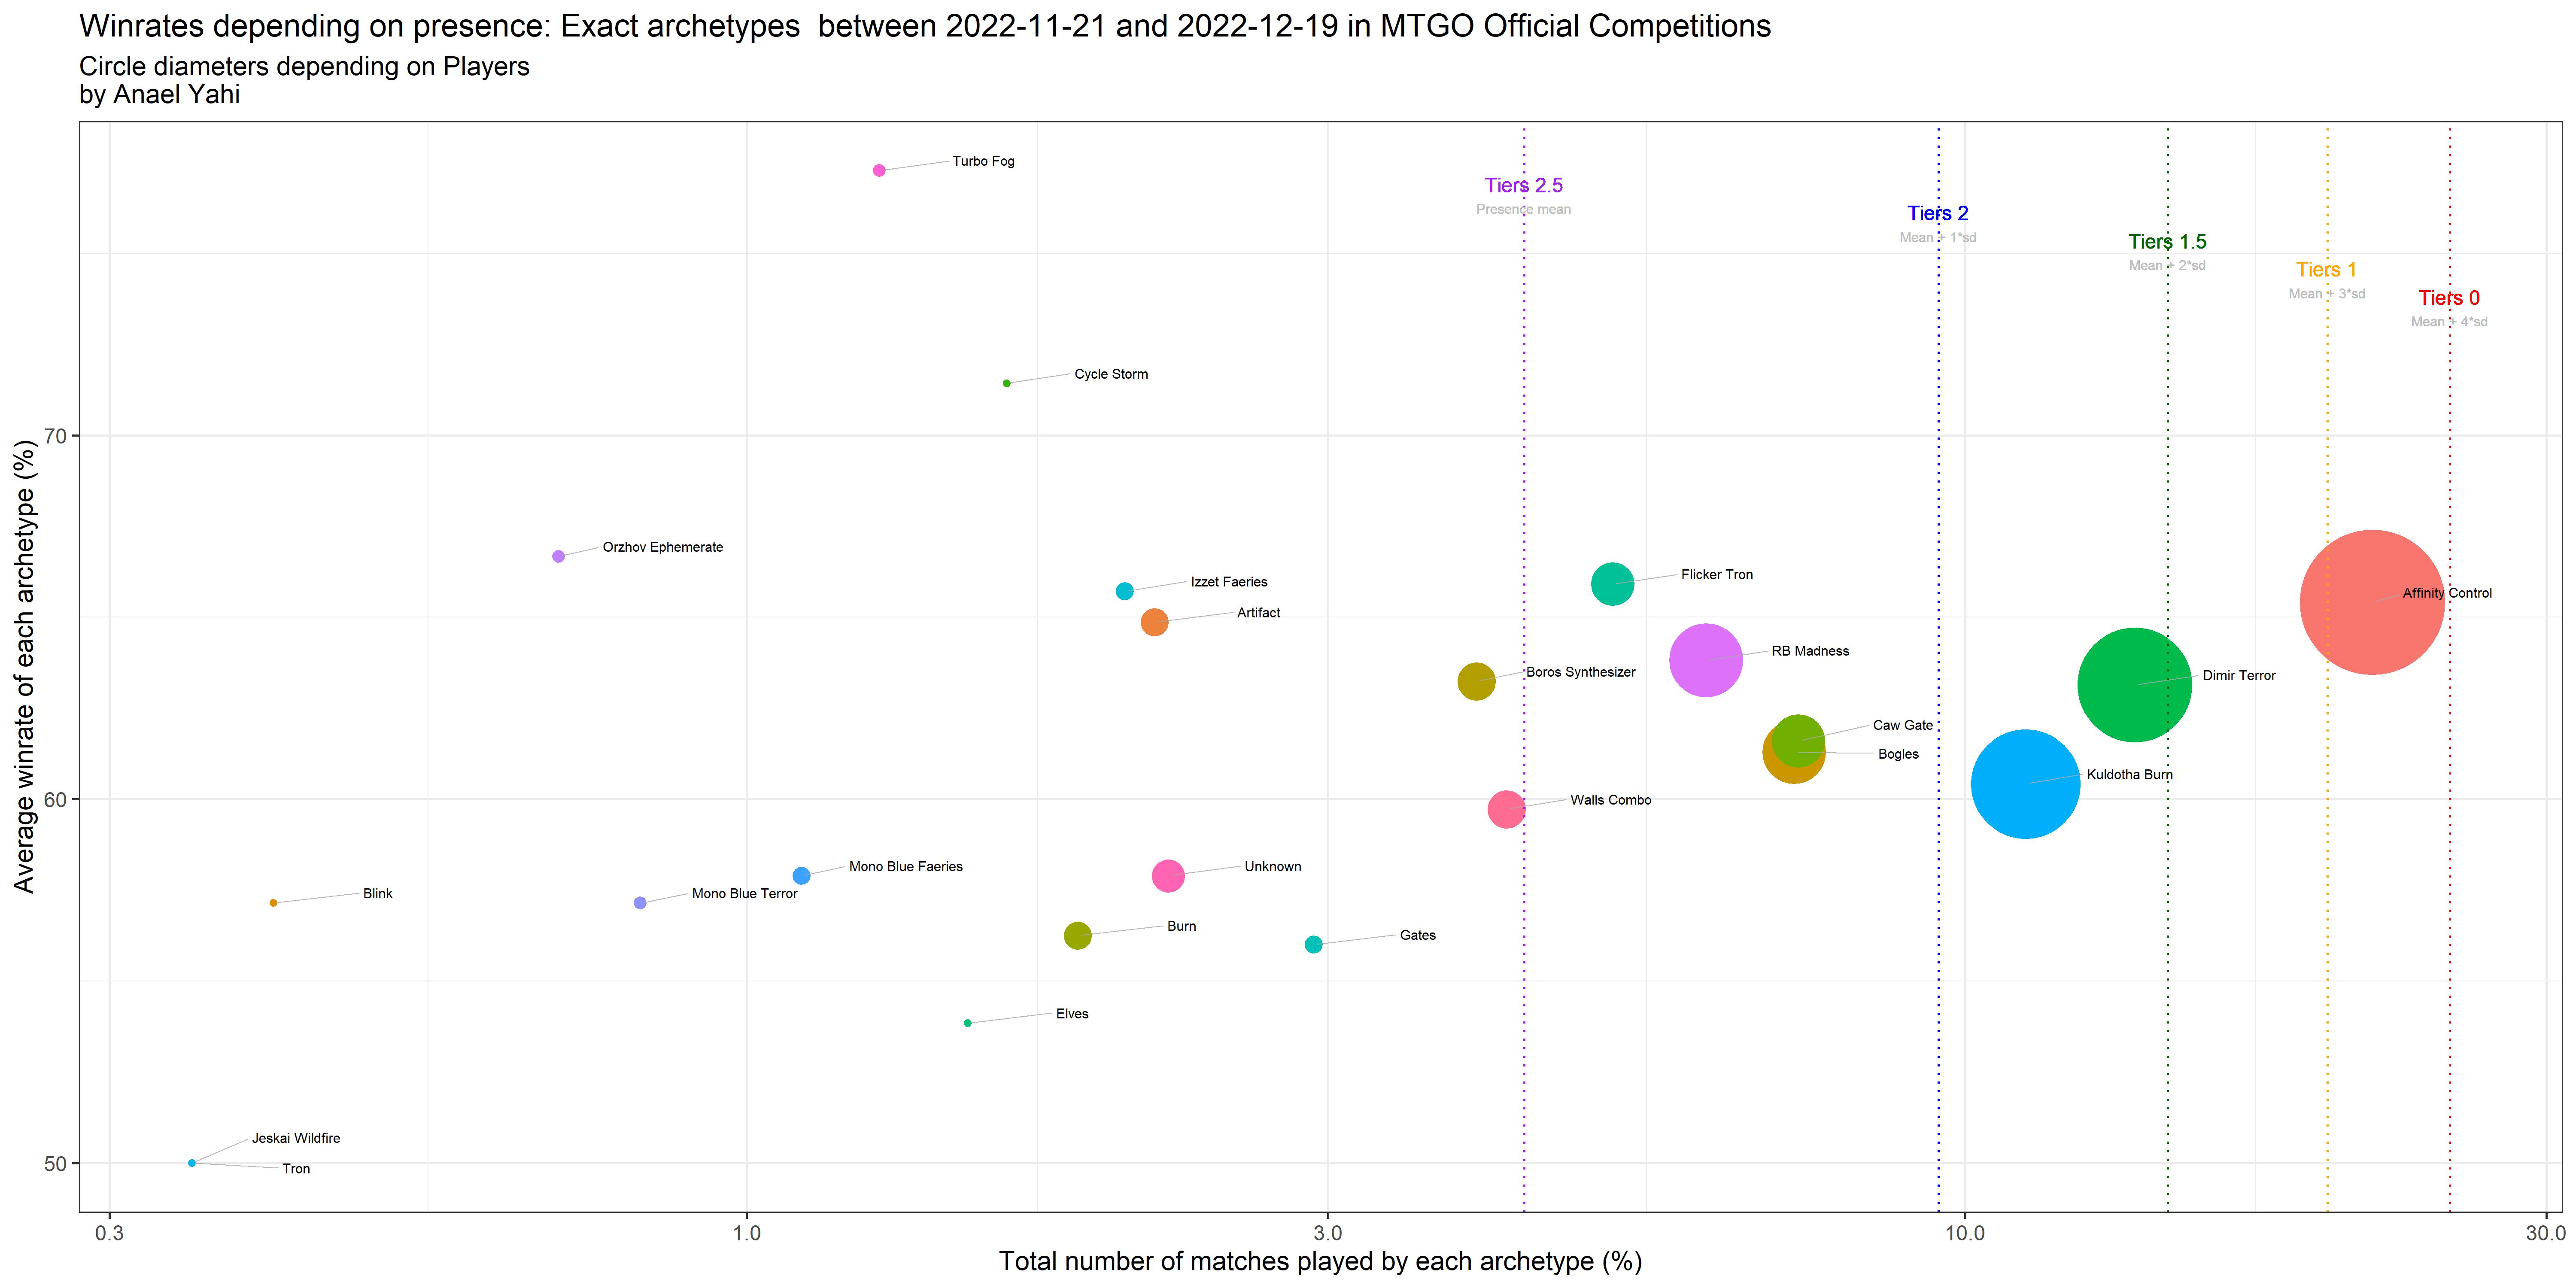 Winrates depending on presence: Exact archetypes  between 2022-11-21 and 2022-12-19 in MTGO Official Competitions
Circle diameters depending on Players
by Anael Yahi
Turbo Fog
Tiers 2.5
Presence mean
Tiers 2
Mean + 1*sd
Tiers 1.5
Mean + 2*sd
Tiers 1
Mean + 3*sd
Tiers 0
Mean + 4*sd
Cycle Storm
70
Orzhov Ephemerate
Izzet Faeries
Flicker Tron
Affinity Control
Artifact
RB Madness
Boros Synthesizer
Dimir Terror
Caw Gate
Bogles
Kuldotha Burn
60
Walls Combo
Mono Blue Faeries
Unknown
Blink
Mono Blue Terror
Burn
Gates
Elves
Jeskai Wildfire
50
Tron
Average winrate of each archetype (%)
0.3
1.0
3.0
10.0
30.0
Total number of matches played by each archetype (%)